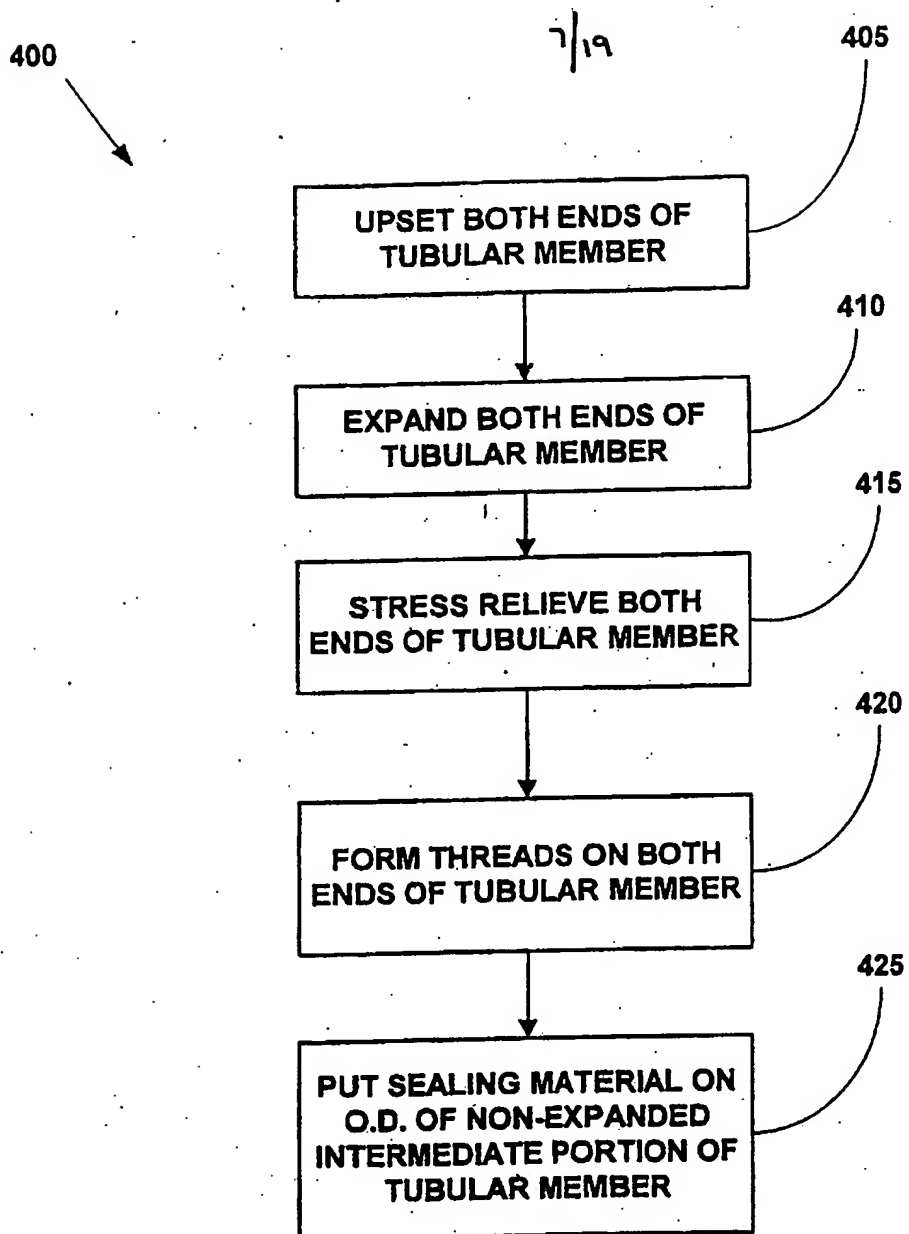 7/19
400
405
UPSET BOTH ENDS OF
TUBULAR MEMBER
410
EXPAND BOTH ENDS OF
TUBULAR MEMBER
415
STRESS RELIEVE BOTH
ENDS OF TUBULAR MEMBER
420
FORM THREADS ON BOTH
ENDS OF TUBULAR MEMBER
425
PUT SEALING MATERIAL ON
O.D. OF NON-EXPANDED
INTERMEDIATE PORTION OF
TUBULAR MEMBER